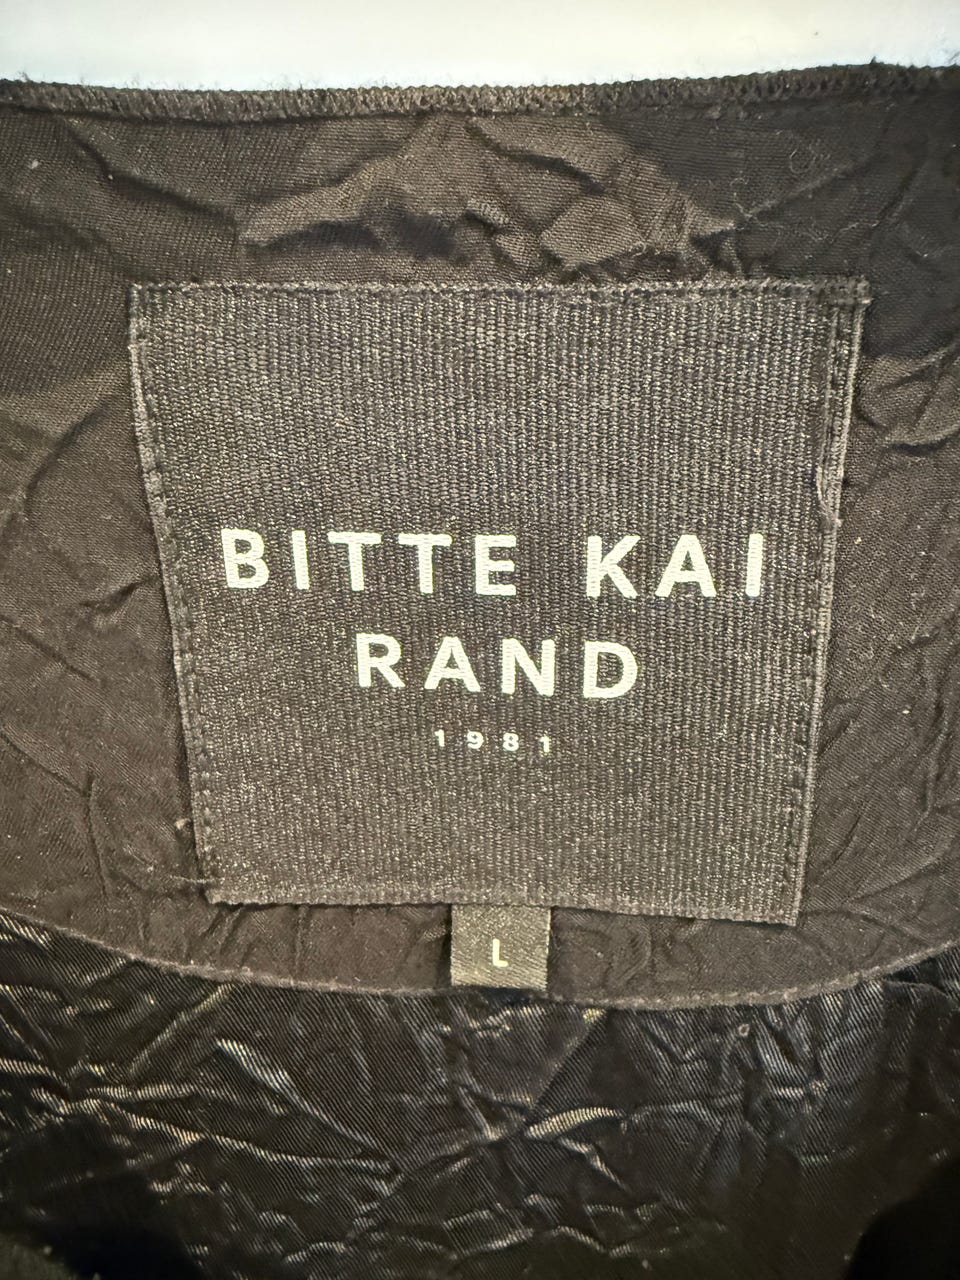 BITTE KAI
RAND
1981
L